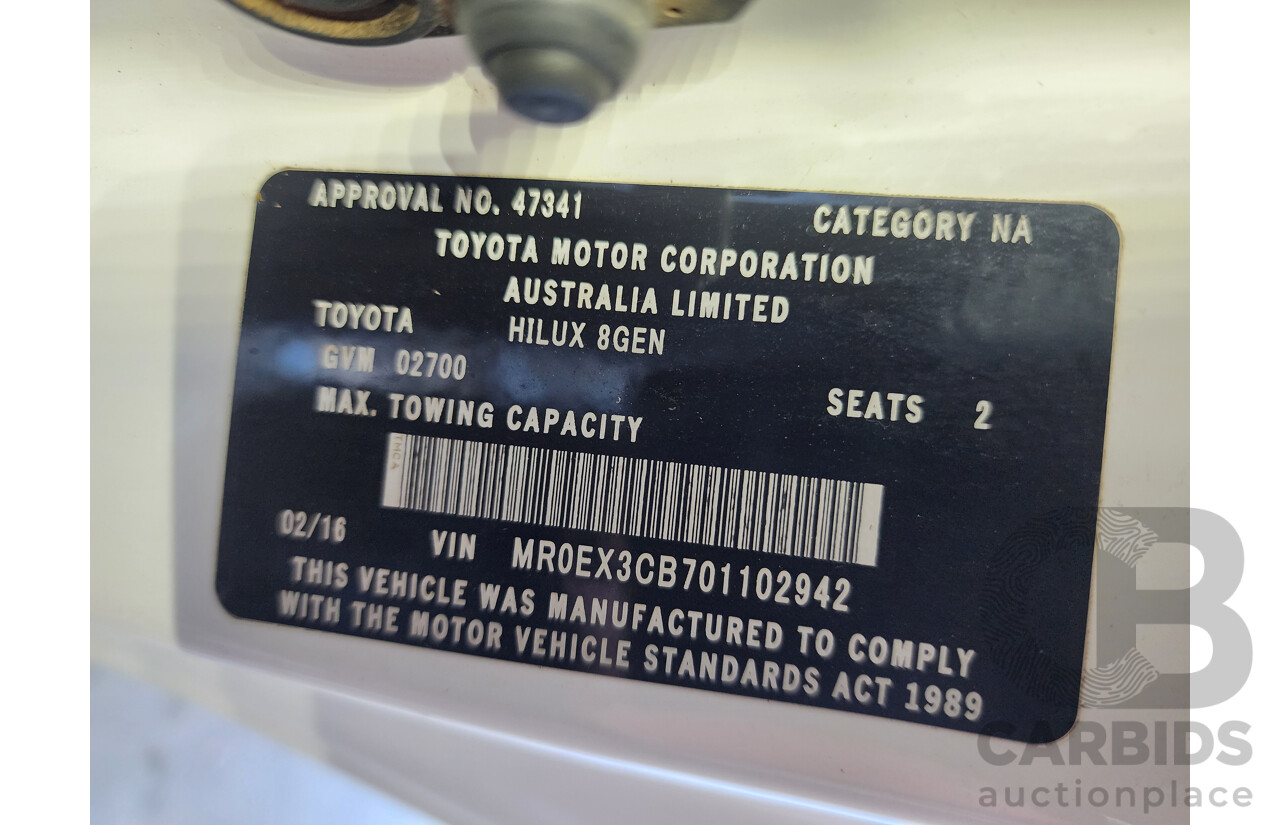 APPROVAL NO. 47341 CATEGORY NA
TOYOTA MOTOR CORPORATION
AUSTRALIA LIMITED
TOYOTA HILUX 8GEN
GVM 02700
SEATS 2
MAX. TOWING CAPACITY
TMCA
02/16 VIN MR0EX3CB701102942
THIS VEHICLE WAS MANUFACTURED TO COMPLY
WITH THE MOTOR VEHICLE STANDARDS ACT 1989
B
CARBIDS
auctionplace